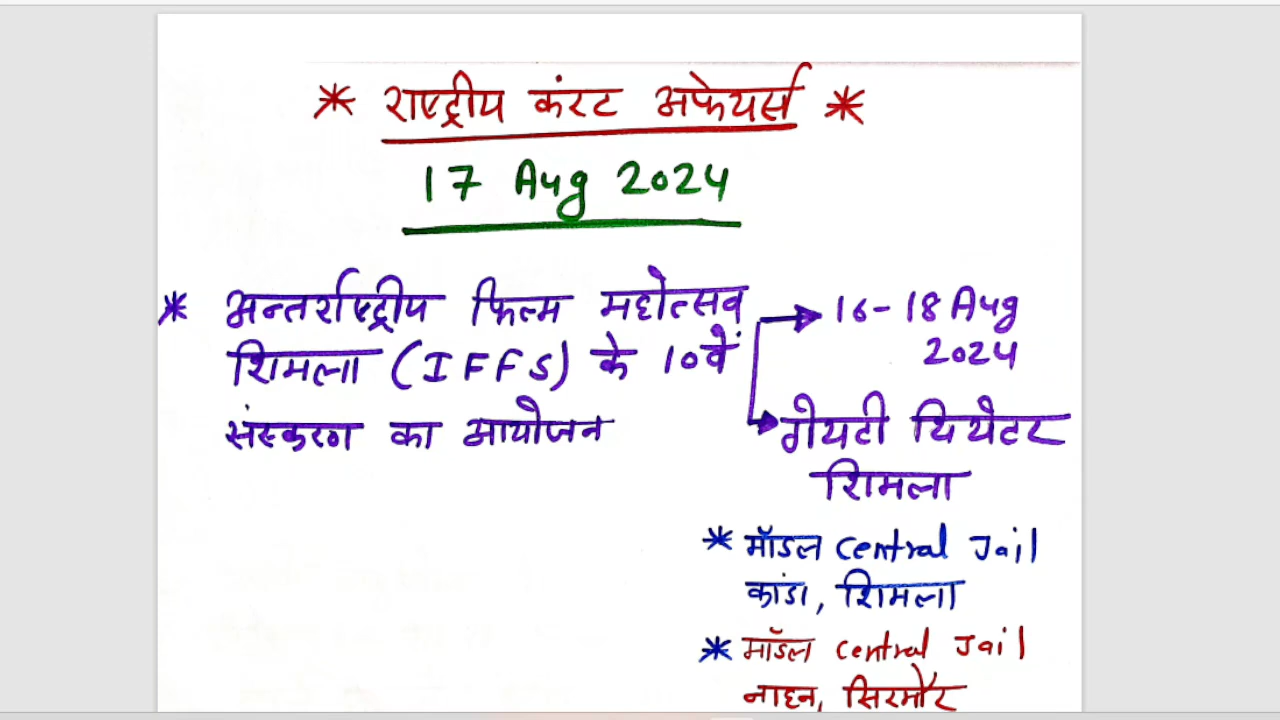 * राष्ट्रीय करंट अफेयर्स *
17 Aug 2024
* अन्तर्राष्ट्रीय फिल्म महोत्सव
शिमला (IFFS) के 10वें
संस्करण का आयोजन
16-18 Aug
2024
गेयटी थियेटर
शिमला
* मॉडल Central Jail
कांडा, शिमला
* मॉडल Central Jail
नाहन, सिरमौर